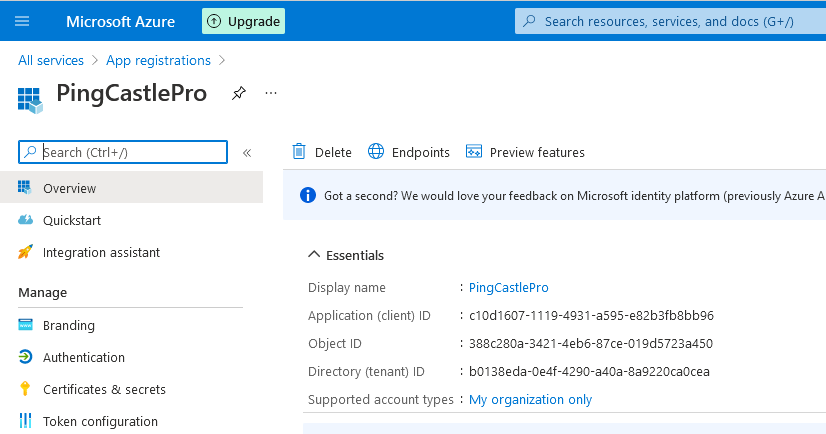 Microsoft Azure
Upgrade
Search resources, services, and docs (G+/)
All services > App registrations >
PingCastlePro
...
Search (Ctrl+/)
«
Overview
Quickstart
Integration assistant
Manage
Branding
Authentication
Certificates & secrets
Token configuration
Delete
Endpoints
Preview features
Got a second? We would love your feedback on Microsoft identity platform (previously Azure A
Essentials
Display name : PingCastlePro
Application (client) ID : c10d1607-1119-4931-a595-e82b3fb8bb96
Object ID : 388c280a-3421-4eb6-87ce-019d5723a450
Directory (tenant) ID : b0138eda-0e4f-4290-a40a-8a9220ca0cea
Supported account types : My organization only